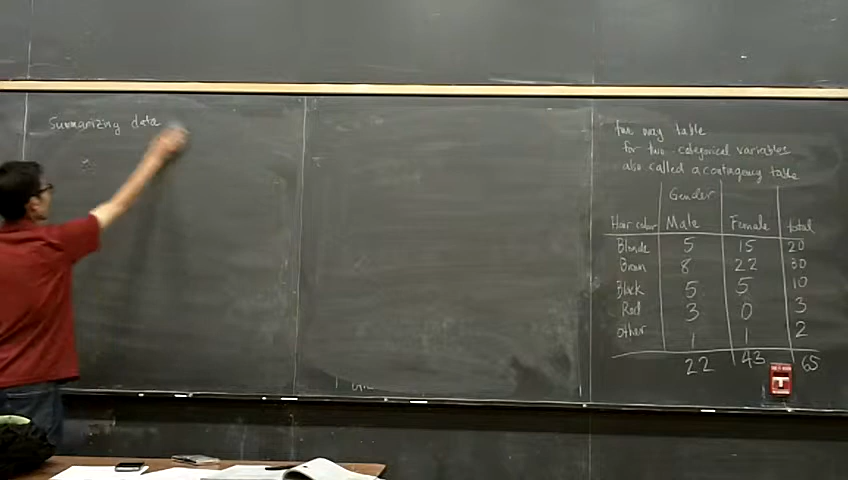 Summarizing data
two way table
for two categorical variables
also called a contingency table
Gender
Hair color Male Female total
Blonde 5 15 20
Brown 8 22 30
Black 5 5 10
Red 3 0 3
Other 1 1 2
22 43 65